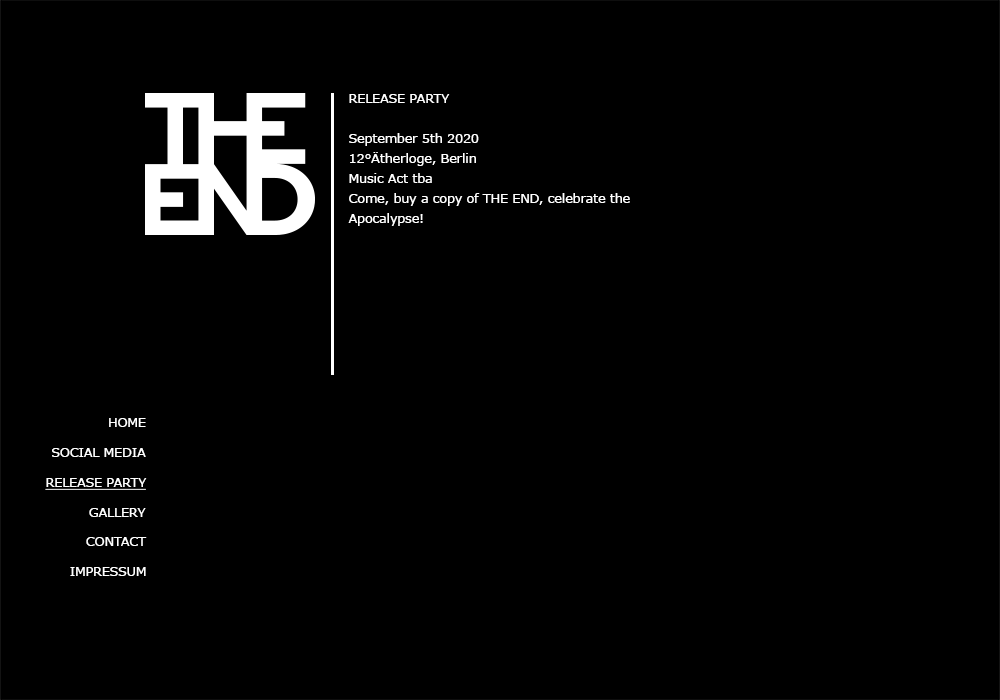 THE
END
RELEASE PARTY
September 5th 2020
12°Ätherloge, Berlin
Music Act tba
Come, buy a copy of THE END, celebrate the
Apocalypse!
HOME
SOCIAL MEDIA
RELEASE PARTY
GALLERY
CONTACT
IMPRESSUM